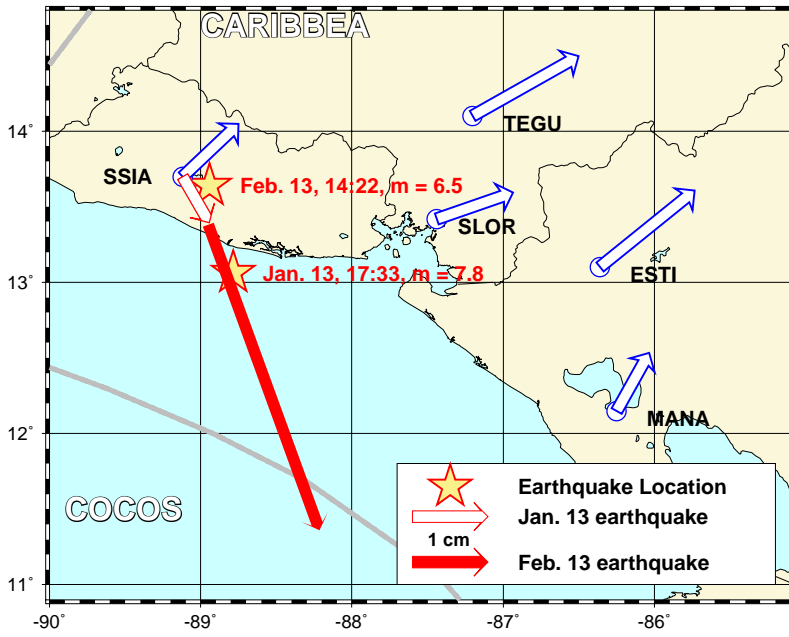 CARIBBEA
14°
TEGU
SSIA
Feb. 13, 14:22, m = 6.5
SLOR
13°
Jan. 13, 17:33, m = 7.8
ESTI
MANA
12°
COCOS
Earthquake Location
Jan. 13 earthquake
1 cm
Feb. 13 earthquake
11°
-90 -89 -88 -87 -86